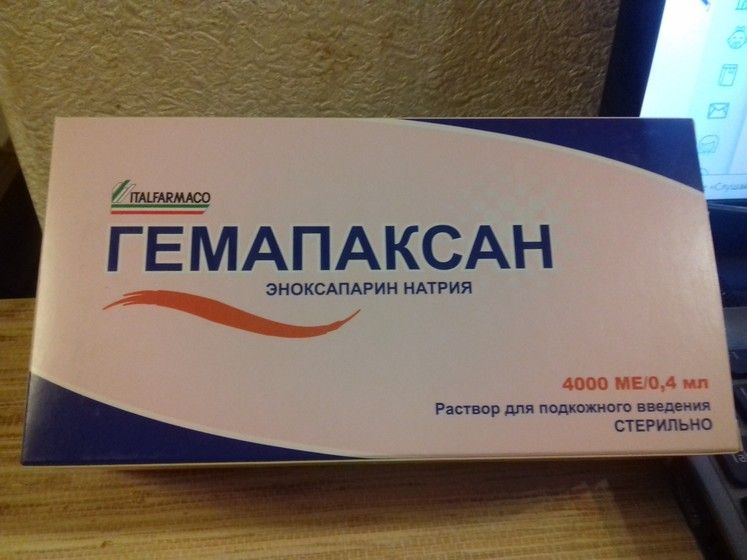 ITALFARMACO
ГЕМАПАКСАН
ЭНОКСАПАРИН НАТРИЯ
4000 МЕ/0,4 мл
Раствор для подкожного введения
СТЕРИЛЬНО